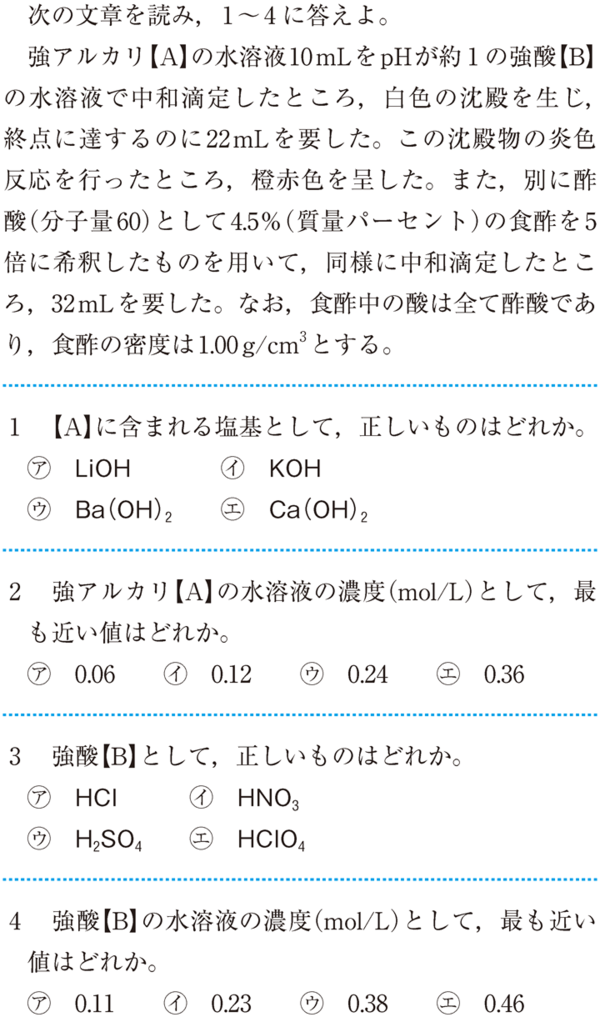 次の文章を読み，1～4に答えよ。
強アルカリ【A】の水溶液10mLをpHが約1の強酸【B】
の水溶液で中和滴定したところ，白色の沈殿を生じ，
終点に達するのに22mLを要した。この沈殿物の炎色
反応を行ったところ，橙赤色を呈した。また，別に酢
酸(分子量60)として4.5%(質量パーセント)の食酢を5
倍に希釈したものを用いて，同様に中和滴定したとこ
ろ，32mLを要した。なお，食酢中の酸は全て酢酸であ
り，食酢の密度は1.00g/cm³とする。
1 【A】に含まれる塩基として，正しいものはどれか。
㋐ LiOH ㋑ KOH
㋒ Ba(OH)₂ ㋓ Ca(OH)₂
2 強アルカリ【A】の水溶液の濃度(mol/L)として，最
も近い値はどれか。
㋐ 0.06 ㋑ 0.12 ㋒ 0.24 ㋓ 0.36
3 強酸【B】として，正しいものはどれか。
㋐ HCl ㋑ HNO₃
㋒ H₂SO₄ ㋓ HClO₄
4 強酸【B】の水溶液の濃度(mol/L)として，最も近い
値はどれか。
㋐ 0.11 ㋑ 0.23 ㋒ 0.38 ㋓ 0.46